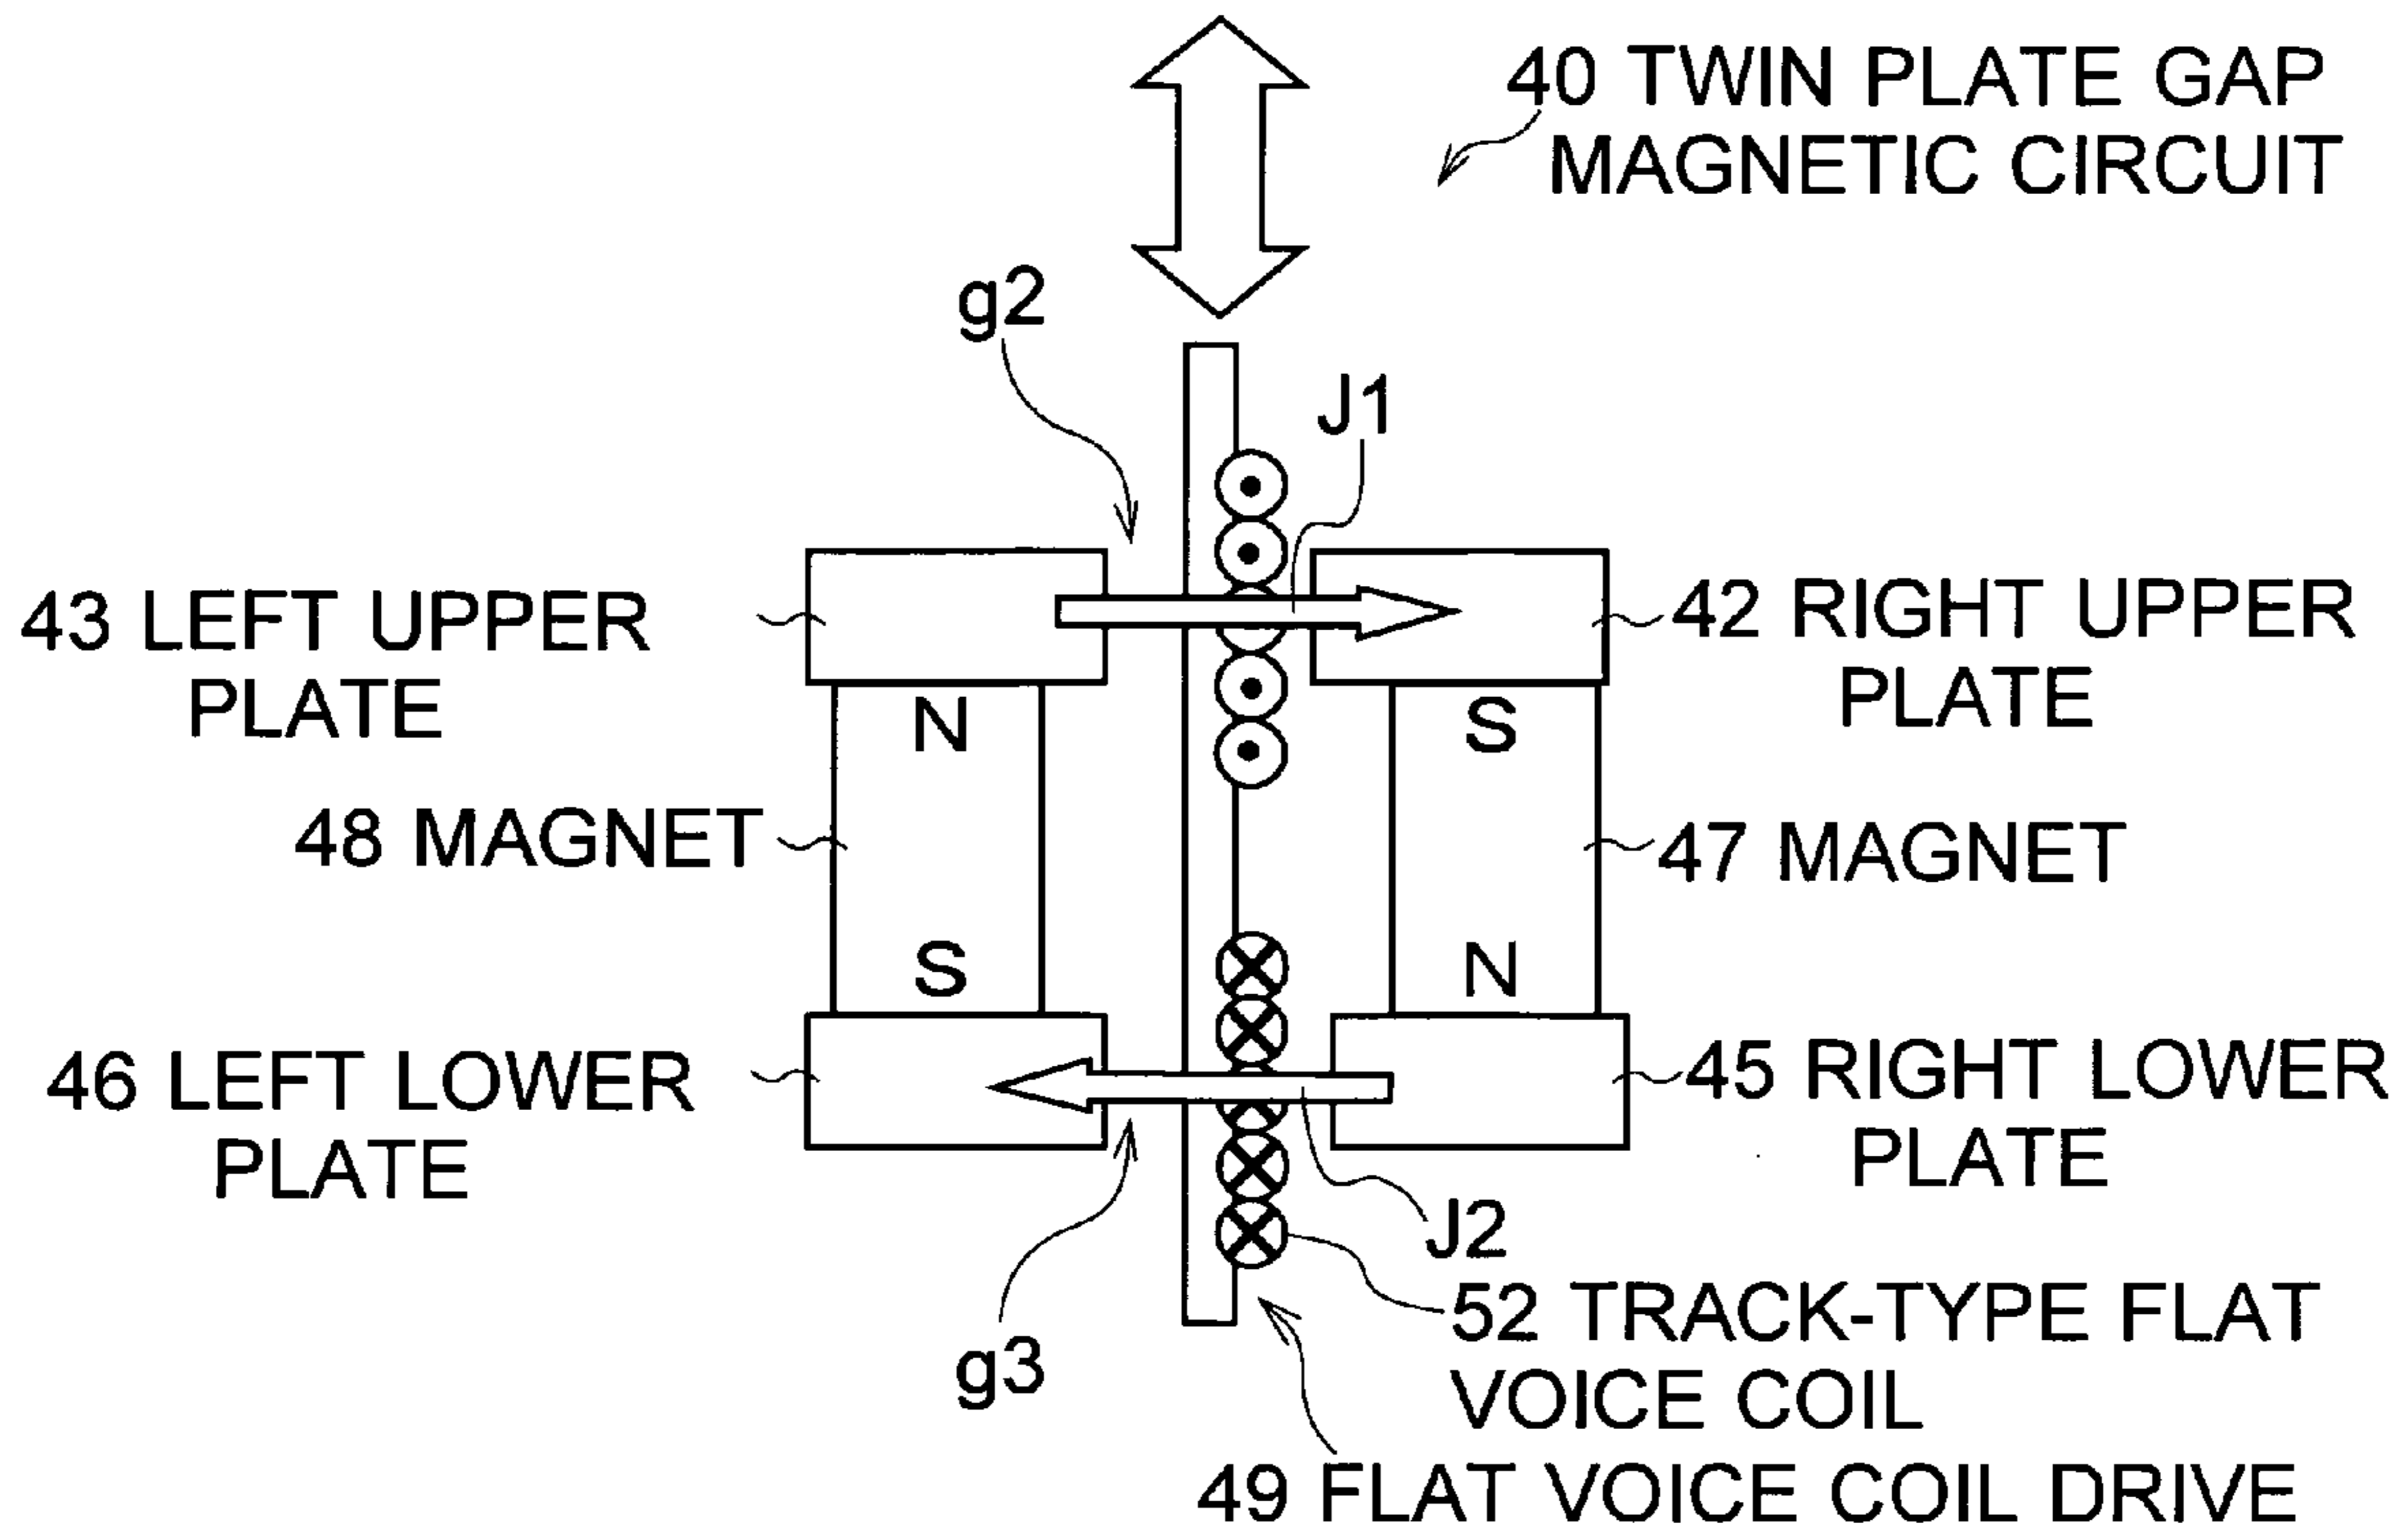 40 TWIN PLATE GAP
MAGNETIC CIRCUIT
g2
J1
43 LEFT UPPER
PLATE
42 RIGHT UPPER
PLATE
N
S
48 MAGNET
47 MAGNET
S
N
46 LEFT LOWER
PLATE
45 RIGHT LOWER
PLATE
J2
g3
52 TRACK-TYPE FLAT
VOICE COIL
49 FLAT VOICE COIL DRIVE